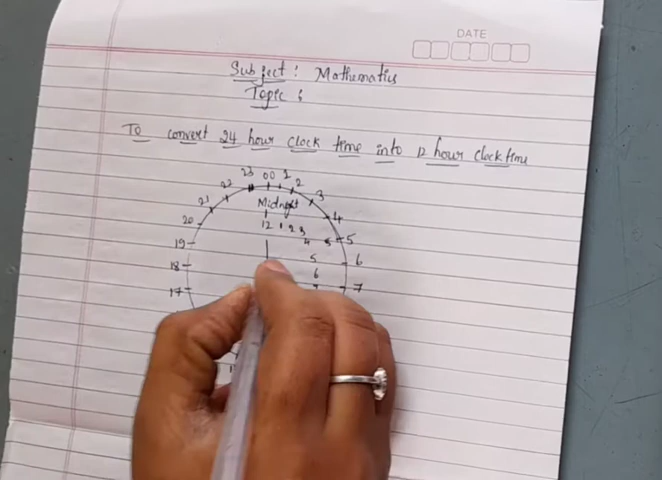 DATE
Subject : Mathematics
Topic :
To convert 24 hour clock time into 12 hour clock time
23 00 1 2 3 4 5 6 7
22 21 20 19 18 17
Midnight
12 1 2 3 4 5 6